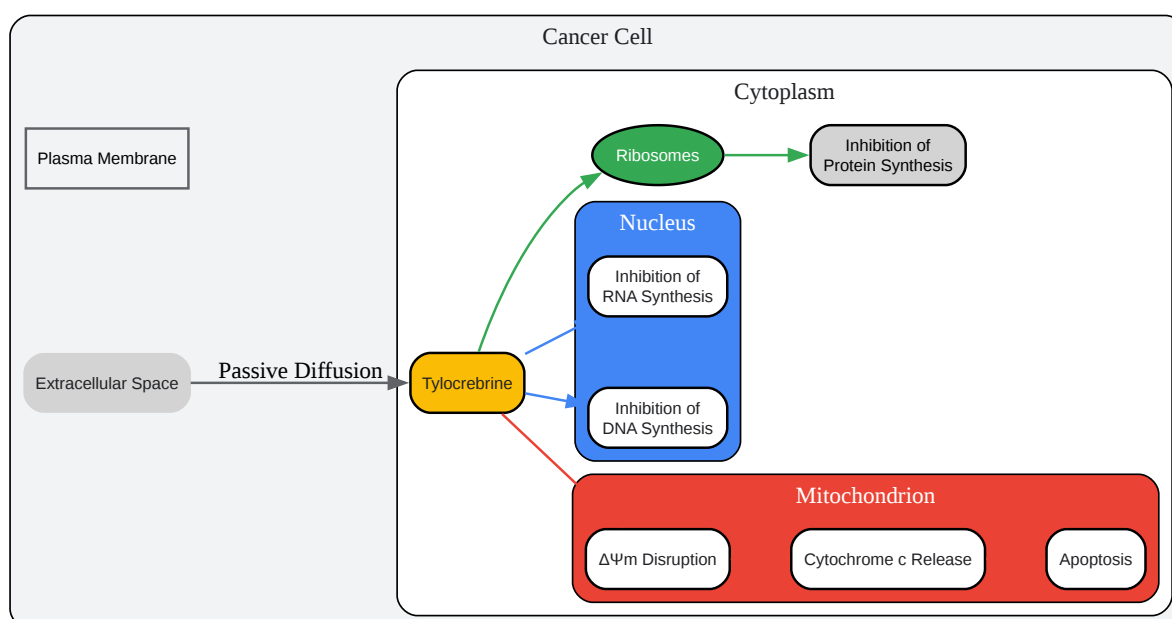 Cancer Cell
Cytoplasm
Plasma Membrane
Ribosomes
Inhibition of
Protein Synthesis
Nucleus
Inhibition of
RNA Synthesis
Extracellular Space
Passive Diffusion
Tylocrebrine
Inhibition of
DNA Synthesis
Mitochondrion
ΔΨm Disruption
Cytochrome c Release
Apoptosis